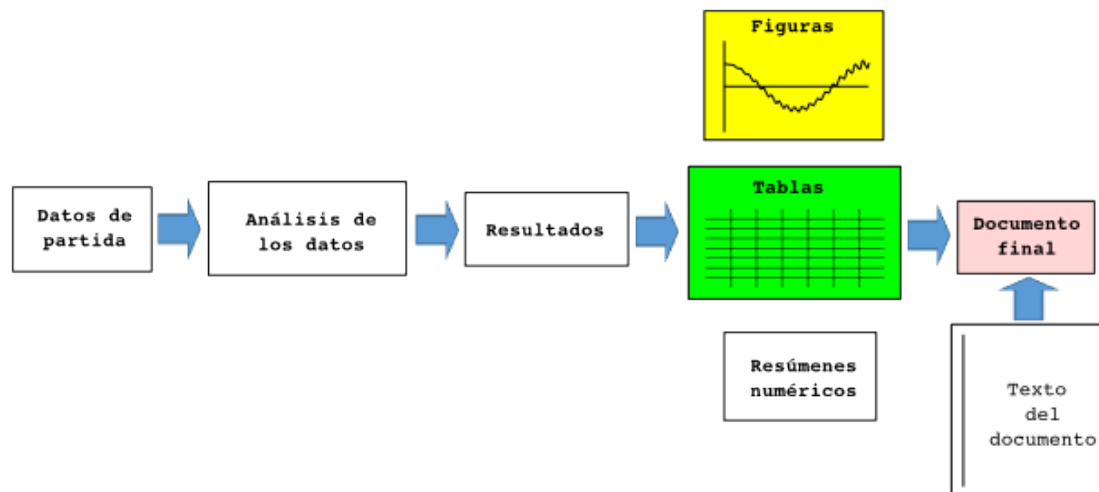 Figuras
Datos de
partida
Análisis de
los datos
Resultados
Tablas
Documento
final
Resúmenes
numéricos
Texto
del
documento